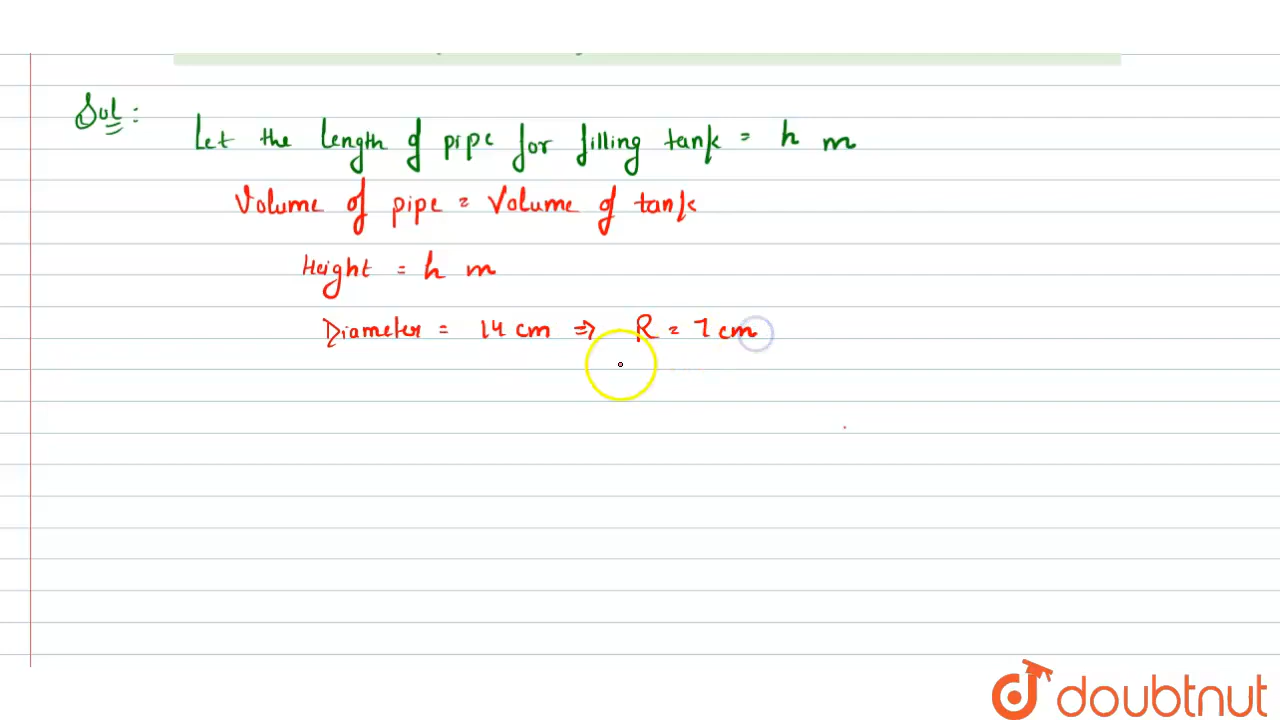 Sol :
Let the length of pipe for filling tank = h m
Volume of pipe = Volume of tank
Height = h m
Diameter = 14 cm ⇒ R = 7 cm
doubtnut